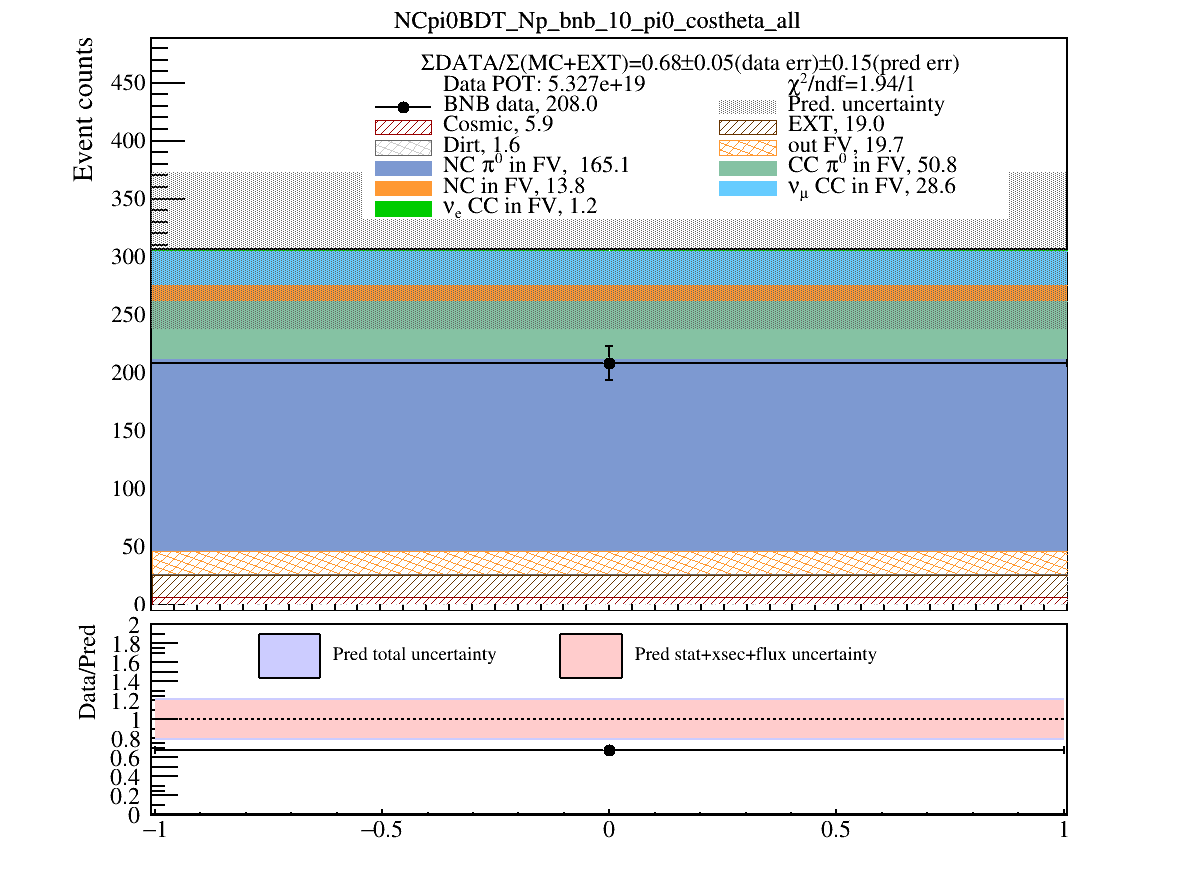 NCpi0BDT_Np_bnb_10_pi0_costheta_all
ΣDATA/Σ(MC+EXT)=0.68±0.05(data err)±0.15(pred err)
Data POT: 5.327e+19 χ²/ndf=1.94/1
BNB data, 208.0 Pred. uncertainty
Cosmic, 5.9 EXT, 19.0
Dirt, 1.6 out FV, 19.7
NC π⁰ in FV, 165.1 CC π⁰ in FV, 50.8
NC in FV, 13.8 νμ CC in FV, 28.6
νe CC in FV, 1.2
Event counts
450
400
350
300
250
200
150
100
50
0
Data/Pred
Pred total uncertainty Pred stat+xsec+flux uncertainty
2
1.8
1.6
1.4
1.2
1
0.8
0.6
0.4
0.2
0
−1 −0.5 0 0.5 1